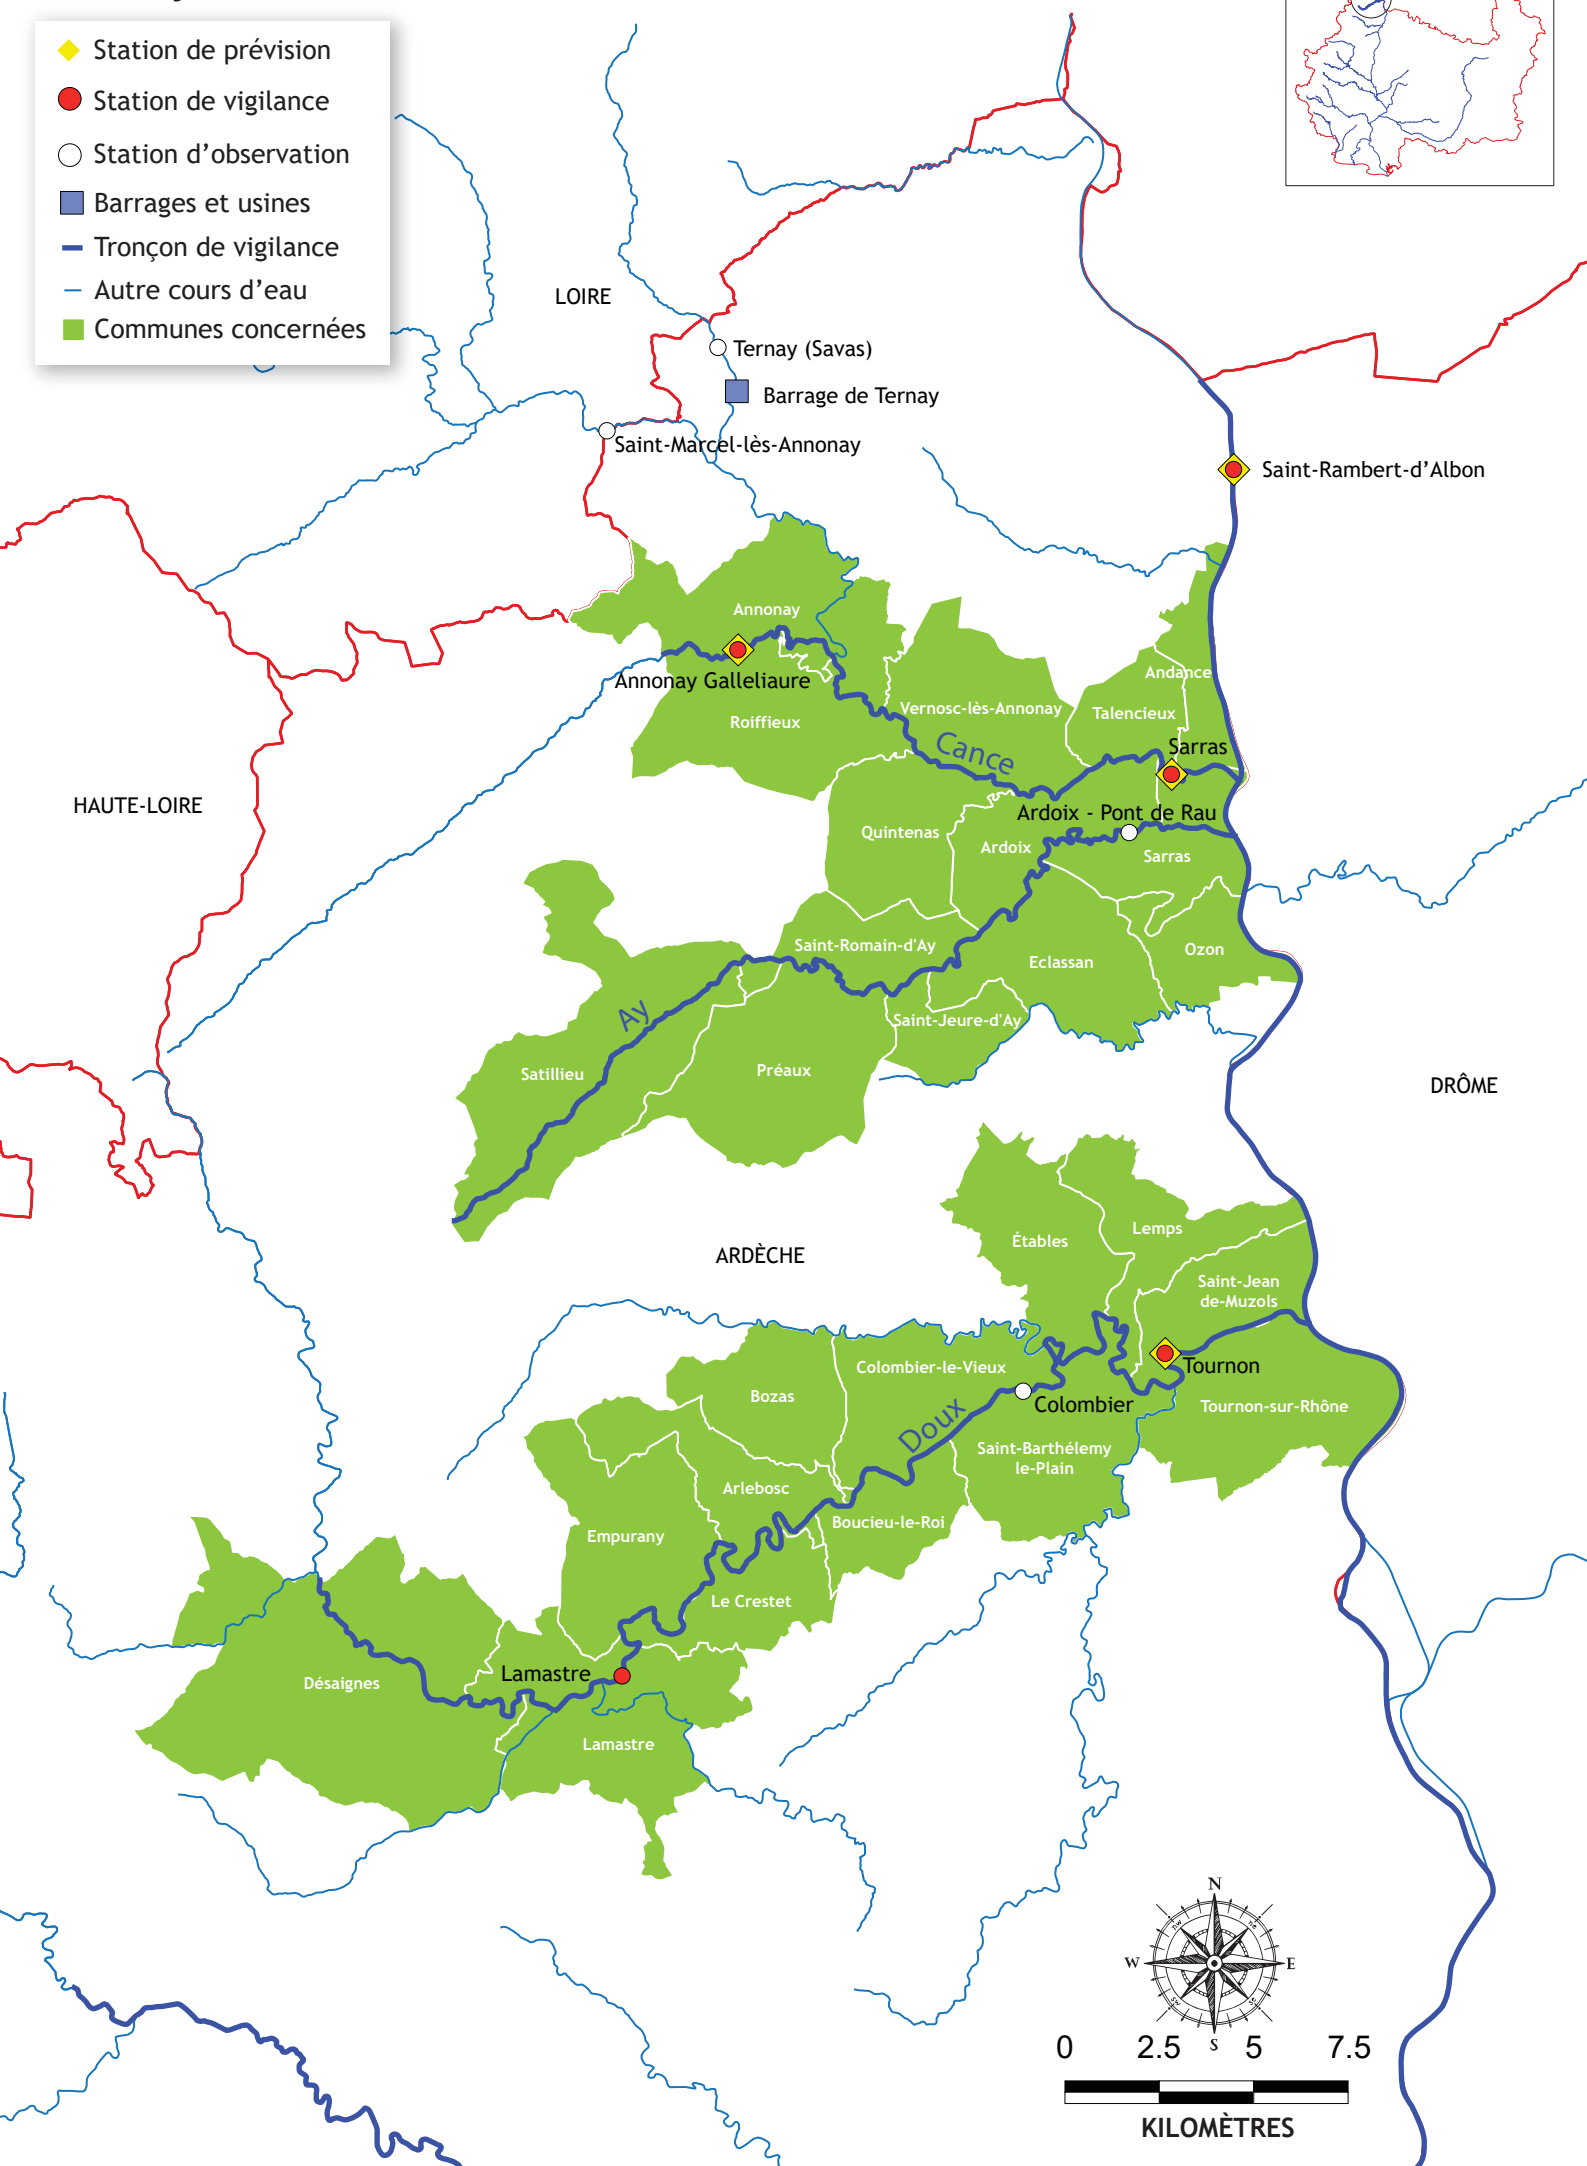 Station de prévision
Station de vigilance
Station d’observation
Barrages et usines
Tronçon de vigilance
Autre cours d’eau
Communes concernées
LOIRE
Ternay (Savas)
Barrage de Ternay
Saint-Marcel-lès-Annonay
Saint-Rambert-d’Albon
Annonay
Annonay Galleliaure
Roiffieux
Vernosc-lès-Annonay
Andance
Talencieux
Cance
Sarras
HAUTE-LOIRE
Ardoix - Pont de Rau
Quintenas
Ardoix
Sarras
Saint-Romain-d'Ay
Eclassan
Ozon
Ay
Saint-Jeure-d'Ay
Satillieu
Préaux
DRÔME
ARDÈCHE
Étables
Lemps
Saint-Jean
de-Muzols
Tournon
Colombier-le-Vieux
Bozas
Colombier
Tournon-sur-Rhône
Doux
Saint-Barthélemy
le-Plain
Arlebosc
Boucieu-le-Roi
Empurany
Le Crestet
Lamastre
Désaignes
Lamastre
N
nw
ne
W
E
sw
se
S
0 2.5 5 7.5
KILOMÈTRES